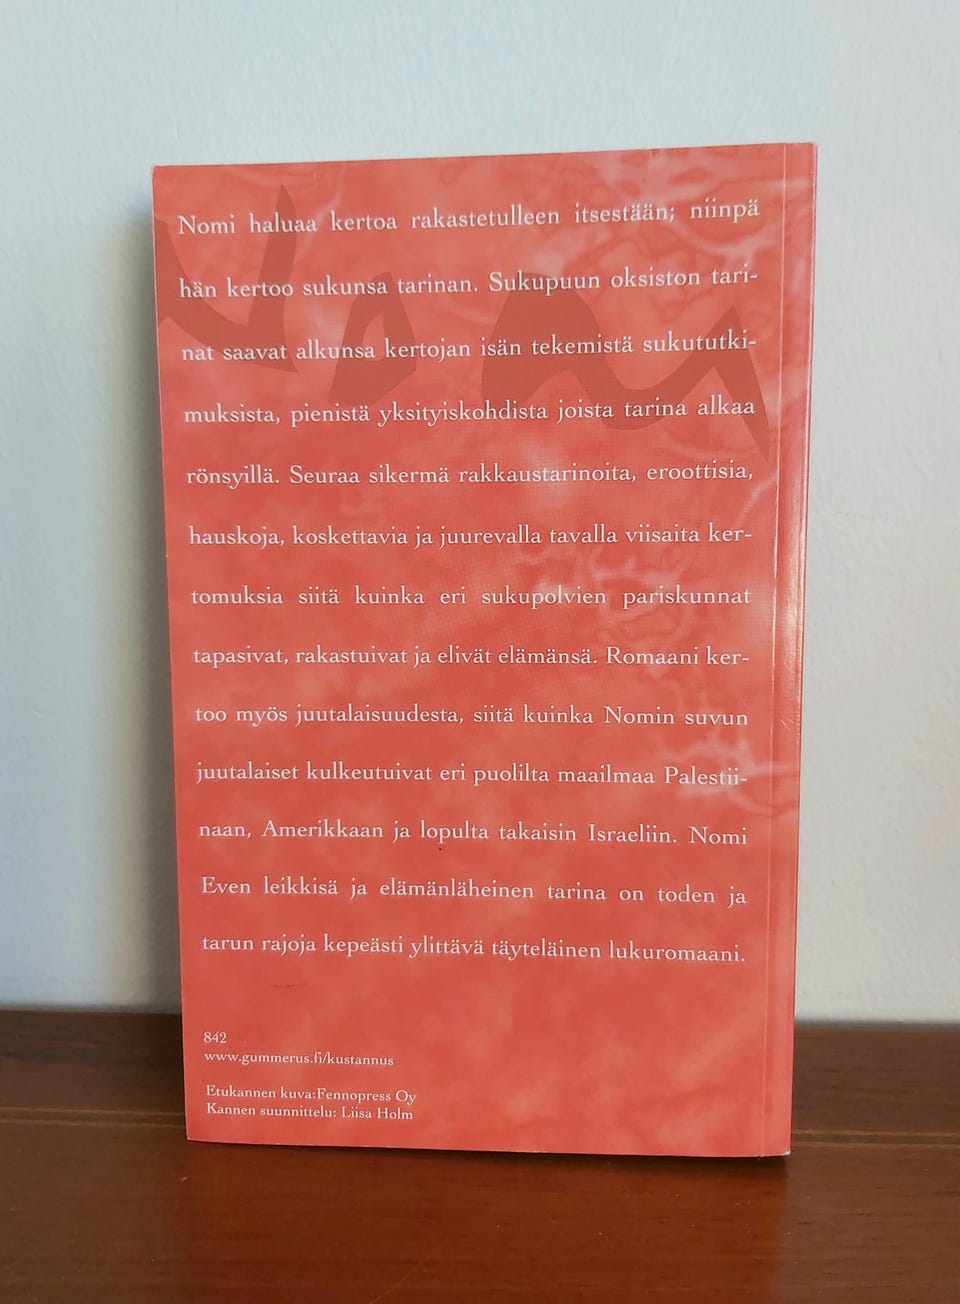 Nomi haluaa kertoa rakastetulleen itsestään; niinpä
hän kertoo sukunsa tarinan. Sukupuun oksiston tari-
nat saavat alkunsa kertojan isän tekemistä sukututki-
muksista, pienistä yksityiskohdista joista tarina alkaa
rönsyillä. Seuraa sikermä rakkaustarinoita, eroottisia,
hauskoja, koskettavia ja juurevalla tavalla viisaita ker-
tomuksia siitä kuinka eri sukupolvien pariskunnat
tapasivat, rakastuivat ja elivät elämänsä. Romaani ker-
too myös juutalaisuudesta, siitä kuinka Nomin suvun
juutalaiset kulkeutuivat eri puolilta maailmaa Palestii-
naan, Amerikkaan ja lopulta takaisin Israeliin. Nomi
Even leikkisä ja elämänläheinen tarina on toden ja
tarun rajoja kepeästi ylittävä täyteläinen lukuromaani.
842
www.gummerus.fi/kustannus
Etukannen kuva:Fennopress Oy
Kannen suunnittelu: Liisa Holm